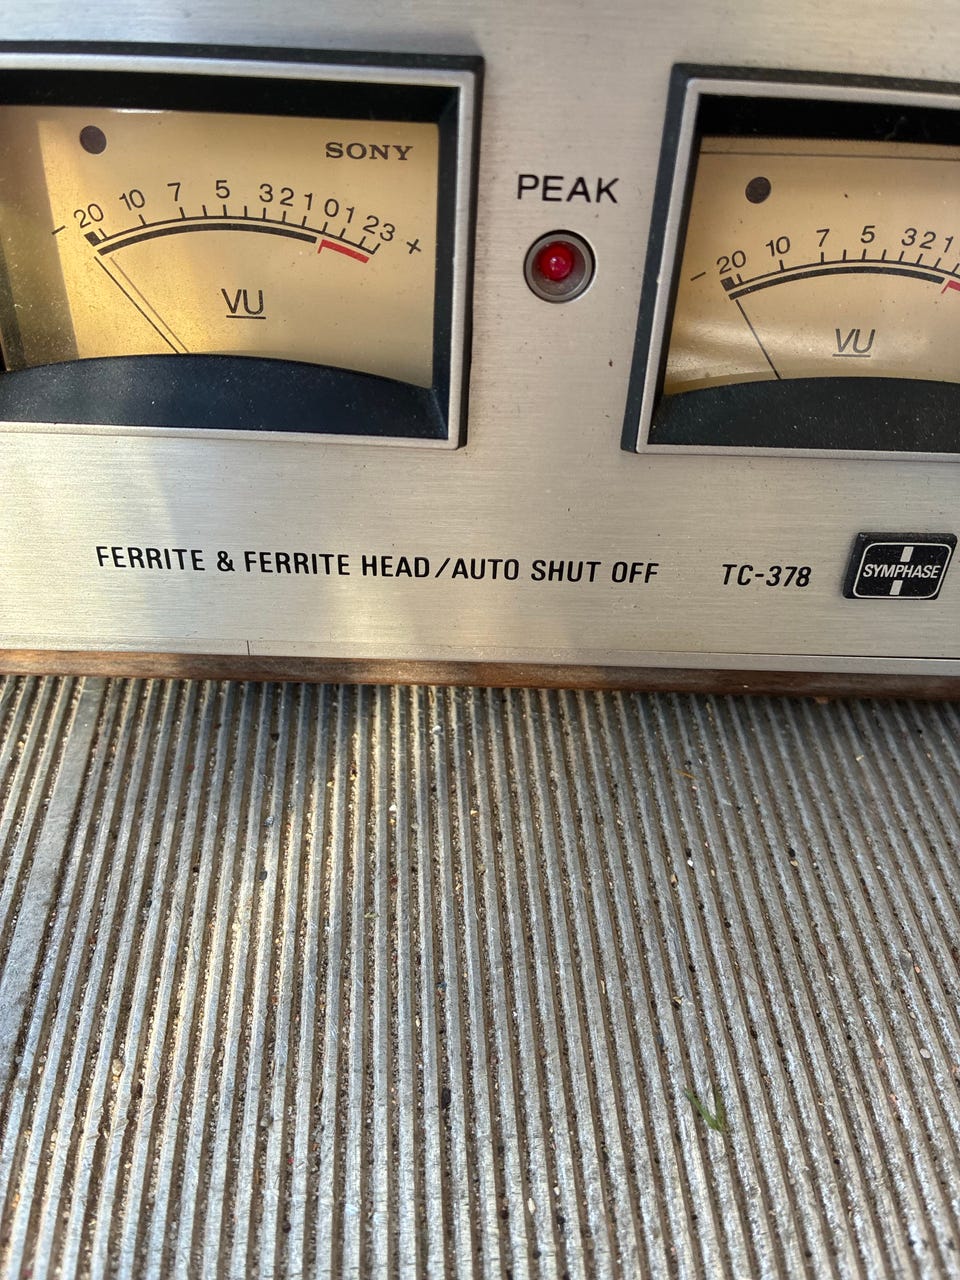 SONY
20 10 7 5 3 2 1 0 1 2 3 +
-
VU
PEAK
- 20 10 7 5 3 2 1
VU
FERRITE & FERRITE HEAD/AUTO SHUT OFF
TC-378
SYMPHASE